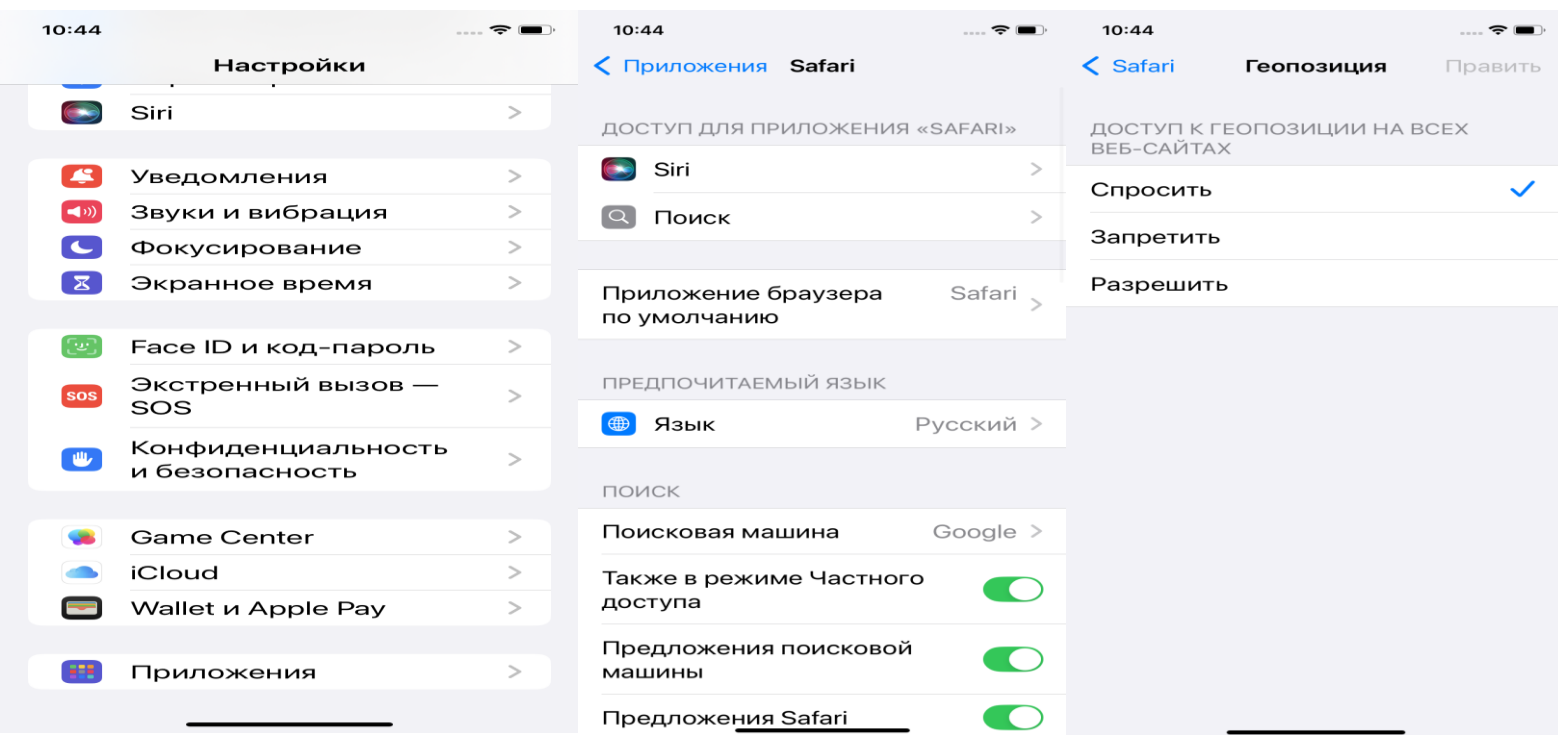 10:44
Настройки
Siri
Уведомления
Звуки и вибрация
Фокусирование
Экранное время
Face ID и код-пароль
SOS
Экстренный вызов —
SOS
Конфиденциальность
и безопасность
Game Center
iCloud
Wallet и Apple Pay
Приложения
10:44
Приложения Safari
ДОСТУП ДЛЯ ПРИЛОЖЕНИЯ «SAFARI»
Siri
Поиск
Приложение браузера Safari
по умолчанию
ПРЕДПОЧИТАЕМЫЙ ЯЗЫК
Язык Русский
ПОИСК
Поисковая машина Google
Также в режиме Частного
доступа
Предложения поисковой
машины
Предложения Safari
10:44
Safari Геопозиция Править
ДОСТУП К ГЕОПОЗИЦИИ НА ВСЕХ
ВЕБ-САЙТАХ
Спросить
Запретить
Разрешить